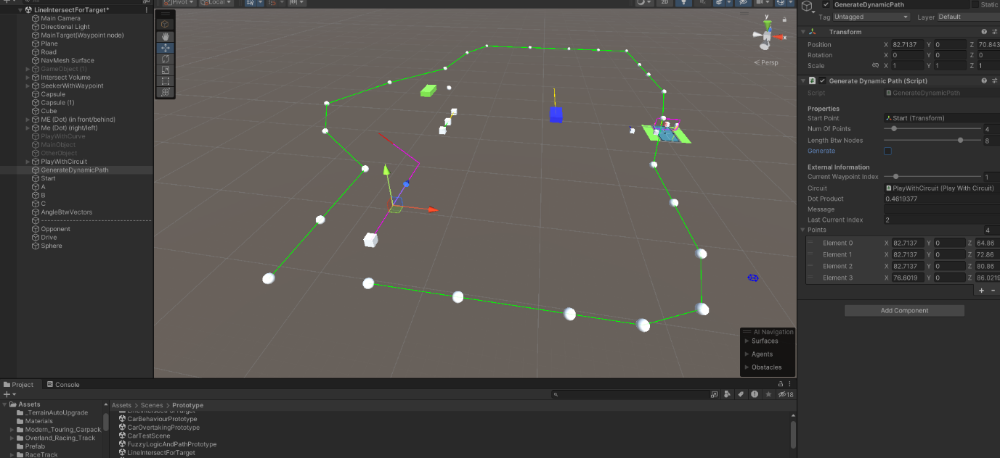 LineIntersectForTarget*
Main Camera
Directional Light
MainTarget(Waypoint node)
Plane
Road
NavMesh Surface
GameObject (1)
Intersect Volume
SeekerWithWaypoint
Capsule
Capsule (1)
Cube
ME (Dot) (in front/behind)
Me (Dot) (right/left)
PlayWithCurve
MainObject
OtherObject
PlayWithCircuit
GenerateDynamicPath
Start
A
B
C
AngleBtwVectors
--------------------------------
Opponent
Drive
Sphere
Pivot Local 2D
y
x
Persp
AI Navigation
Surfaces
Agents
Obstacles
GenerateDynamicPath Static
Tag Untagged Layer Default
Transform
Position X 82.7137 Y 0 Z 70.843
Rotation X 0 Y 0 Z 0
Scale X 1 Y 1 Z 1
Generate Dynamic Path (Script)
Script GenerateDynamicPath
Properties
Start Point Start (Transform)
Num Of Points 4
Length Btw Nodes 8
Generate
External Information
Current Waypoint Index 1
Circuit PlayWithCircuit (Play With Circuit)
Dot Product 0.4619377
Message
Last Current Index 2
Points 4
Element 0 X 82.7137 Y 0 Z 64.86
Element 1 X 82.7137 Y 0 Z 72.86
Element 2 X 82.7137 Y 0 Z 80.86
Element 3 X 76.6019 Y 0 Z 86.0219
+ -
Add Component
Project Console
18
Assets
_TerrainAutoUpgrade
Materials
Modern_Touring_Carpack
Overland_Racing_Track
Prefab
RaceTrack
Assets > Scenes > Prototype
LineIntersectForTarget
CarBehaviourPrototype
CarOvertakingPrototype
CarTestScene
FuzzyLogicAndPathPrototype
LineIntersectForTarget